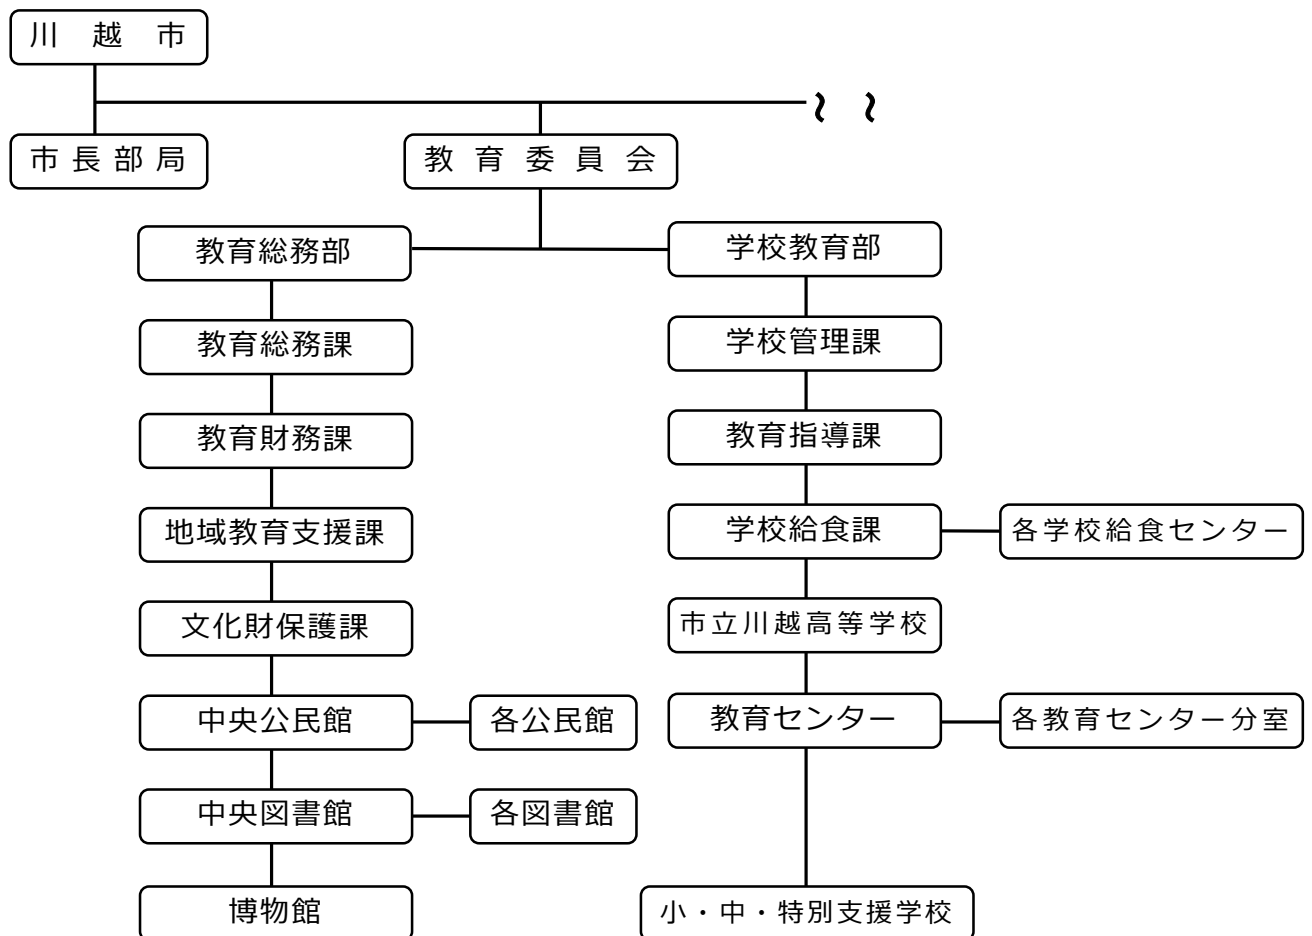 川越市
市長部局
教育委員会
教育総務部
教育総務課
教育財務課
地域教育支援課
文化財保護課
中央公民館
各公民館
中央図書館
各図書館
博物館
学校教育部
学校管理課
教育指導課
学校給食課
各学校給食センター
市立川越高等学校
教育センター
各教育センター分室
小・中・特別支援学校